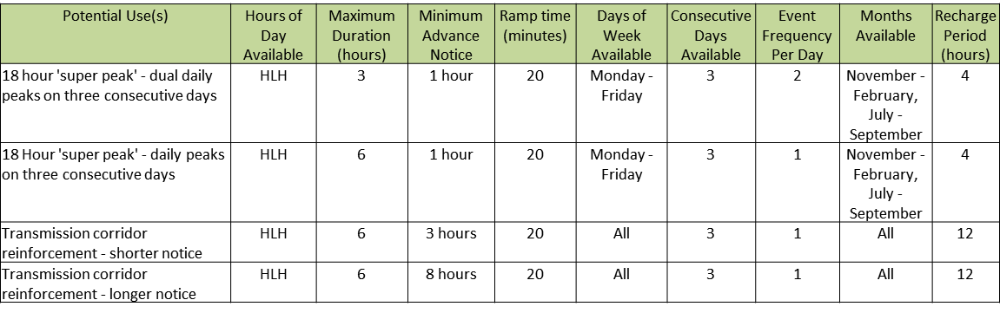 Potential Use(s) Hours of Day Available Maximum Duration (hours) Minimum Advance Notice Ramp time (minutes) Days of Week Available Consecutive Days Available Event Frequency Per Day Months Available Recharge Period (hours)
18 hour 'super peak' - dual daily peaks on three consecutive days HLH 3 1 hour 20 Monday - Friday 3 2 November - February, July - September 4
18 Hour 'super peak' - daily peaks on three consecutive days HLH 6 1 hour 20 Monday - Friday 3 1 November - February, July - September 4
Transmission corridor reinforcement - shorter notice HLH 6 3 hours 20 All 3 1 All 12
Transmission corridor reinforcement - longer notice HLH 6 8 hours 20 All 3 1 All 12